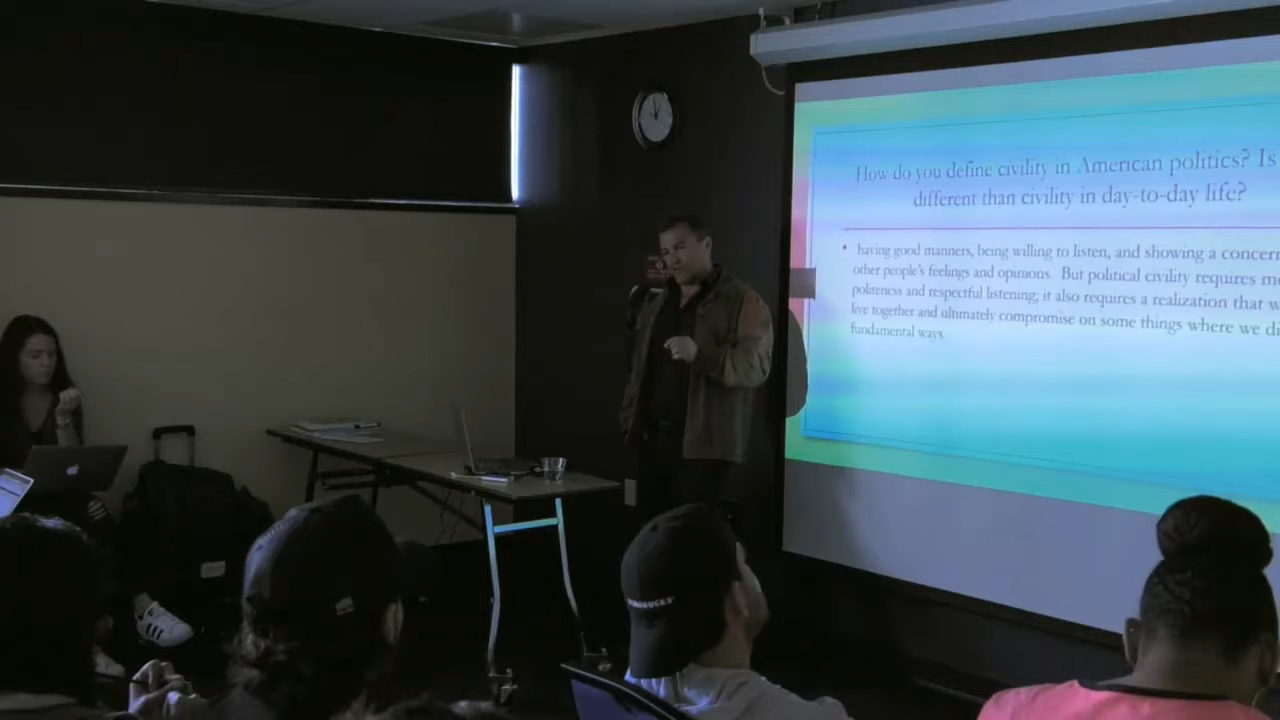 How do you define civility in American politics? Is
different than civility in day-to-day life?
• having good manners, being willing to listen, and showing a concern
other people's feelings and opinions. But political civility requires
politeness and respectful listening; it also requires a realization that
live together and ultimately compromise on some things where we
fundamental ways